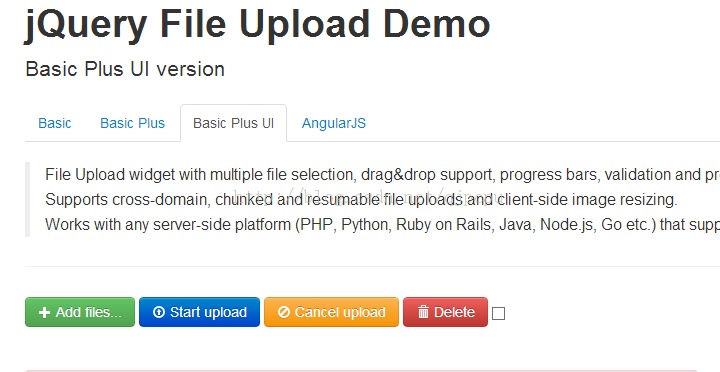 jQuery File Upload Demo
Basic Plus UI version
Basic Basic Plus Basic Plus UI AngularJS
File Upload widget with multiple file selection, drag&drop support, progress bars, validation and pr
Supports cross-domain, chunked and resumable file uploads and client-side image resizing.
Works with any server-side platform (PHP, Python, Ruby on Rails, Java, Node.js, Go etc.) that supp
Add files... Start upload Cancel upload Delete